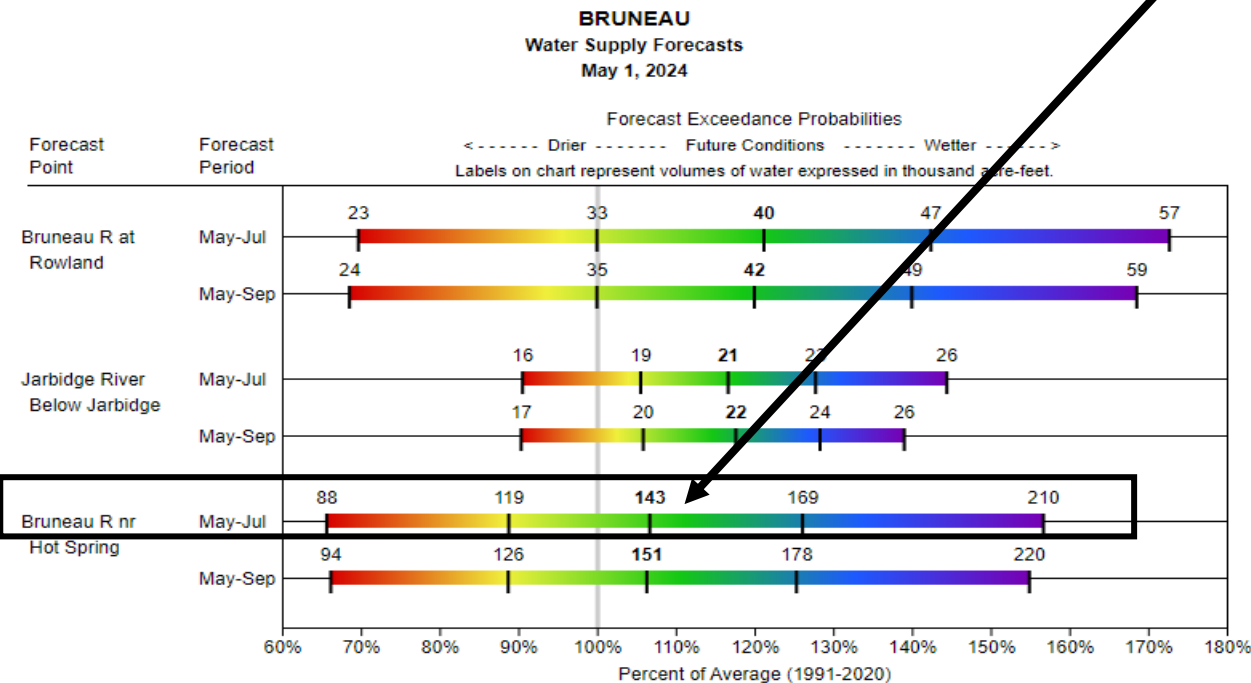 BRUNEAU
Water Supply Forecasts
May 1, 2024
Forecast Exceedance Probabilities
Forecast Point
Forecast Period
<------ Drier ------- Future Conditions ------- Wetter ------>
Labels on chart represent volumes of water expressed in thousand acre-feet.
23 33 40 47 57
Bruneau R at Rowland
May-Jul
24 35 42 49 59
May-Sep
16 19 21 26
Jarbidge River Below Jarbidge
May-Jul
17 20 22 24 26
May-Sep
88 119 143 169 210
Bruneau R nr Hot Spring
May-Jul
94 126 151 178 220
May-Sep
60% 70% 80% 90% 100% 110% 120% 130% 140% 150% 160% 170% 180%
Percent of Average (1991-2020)